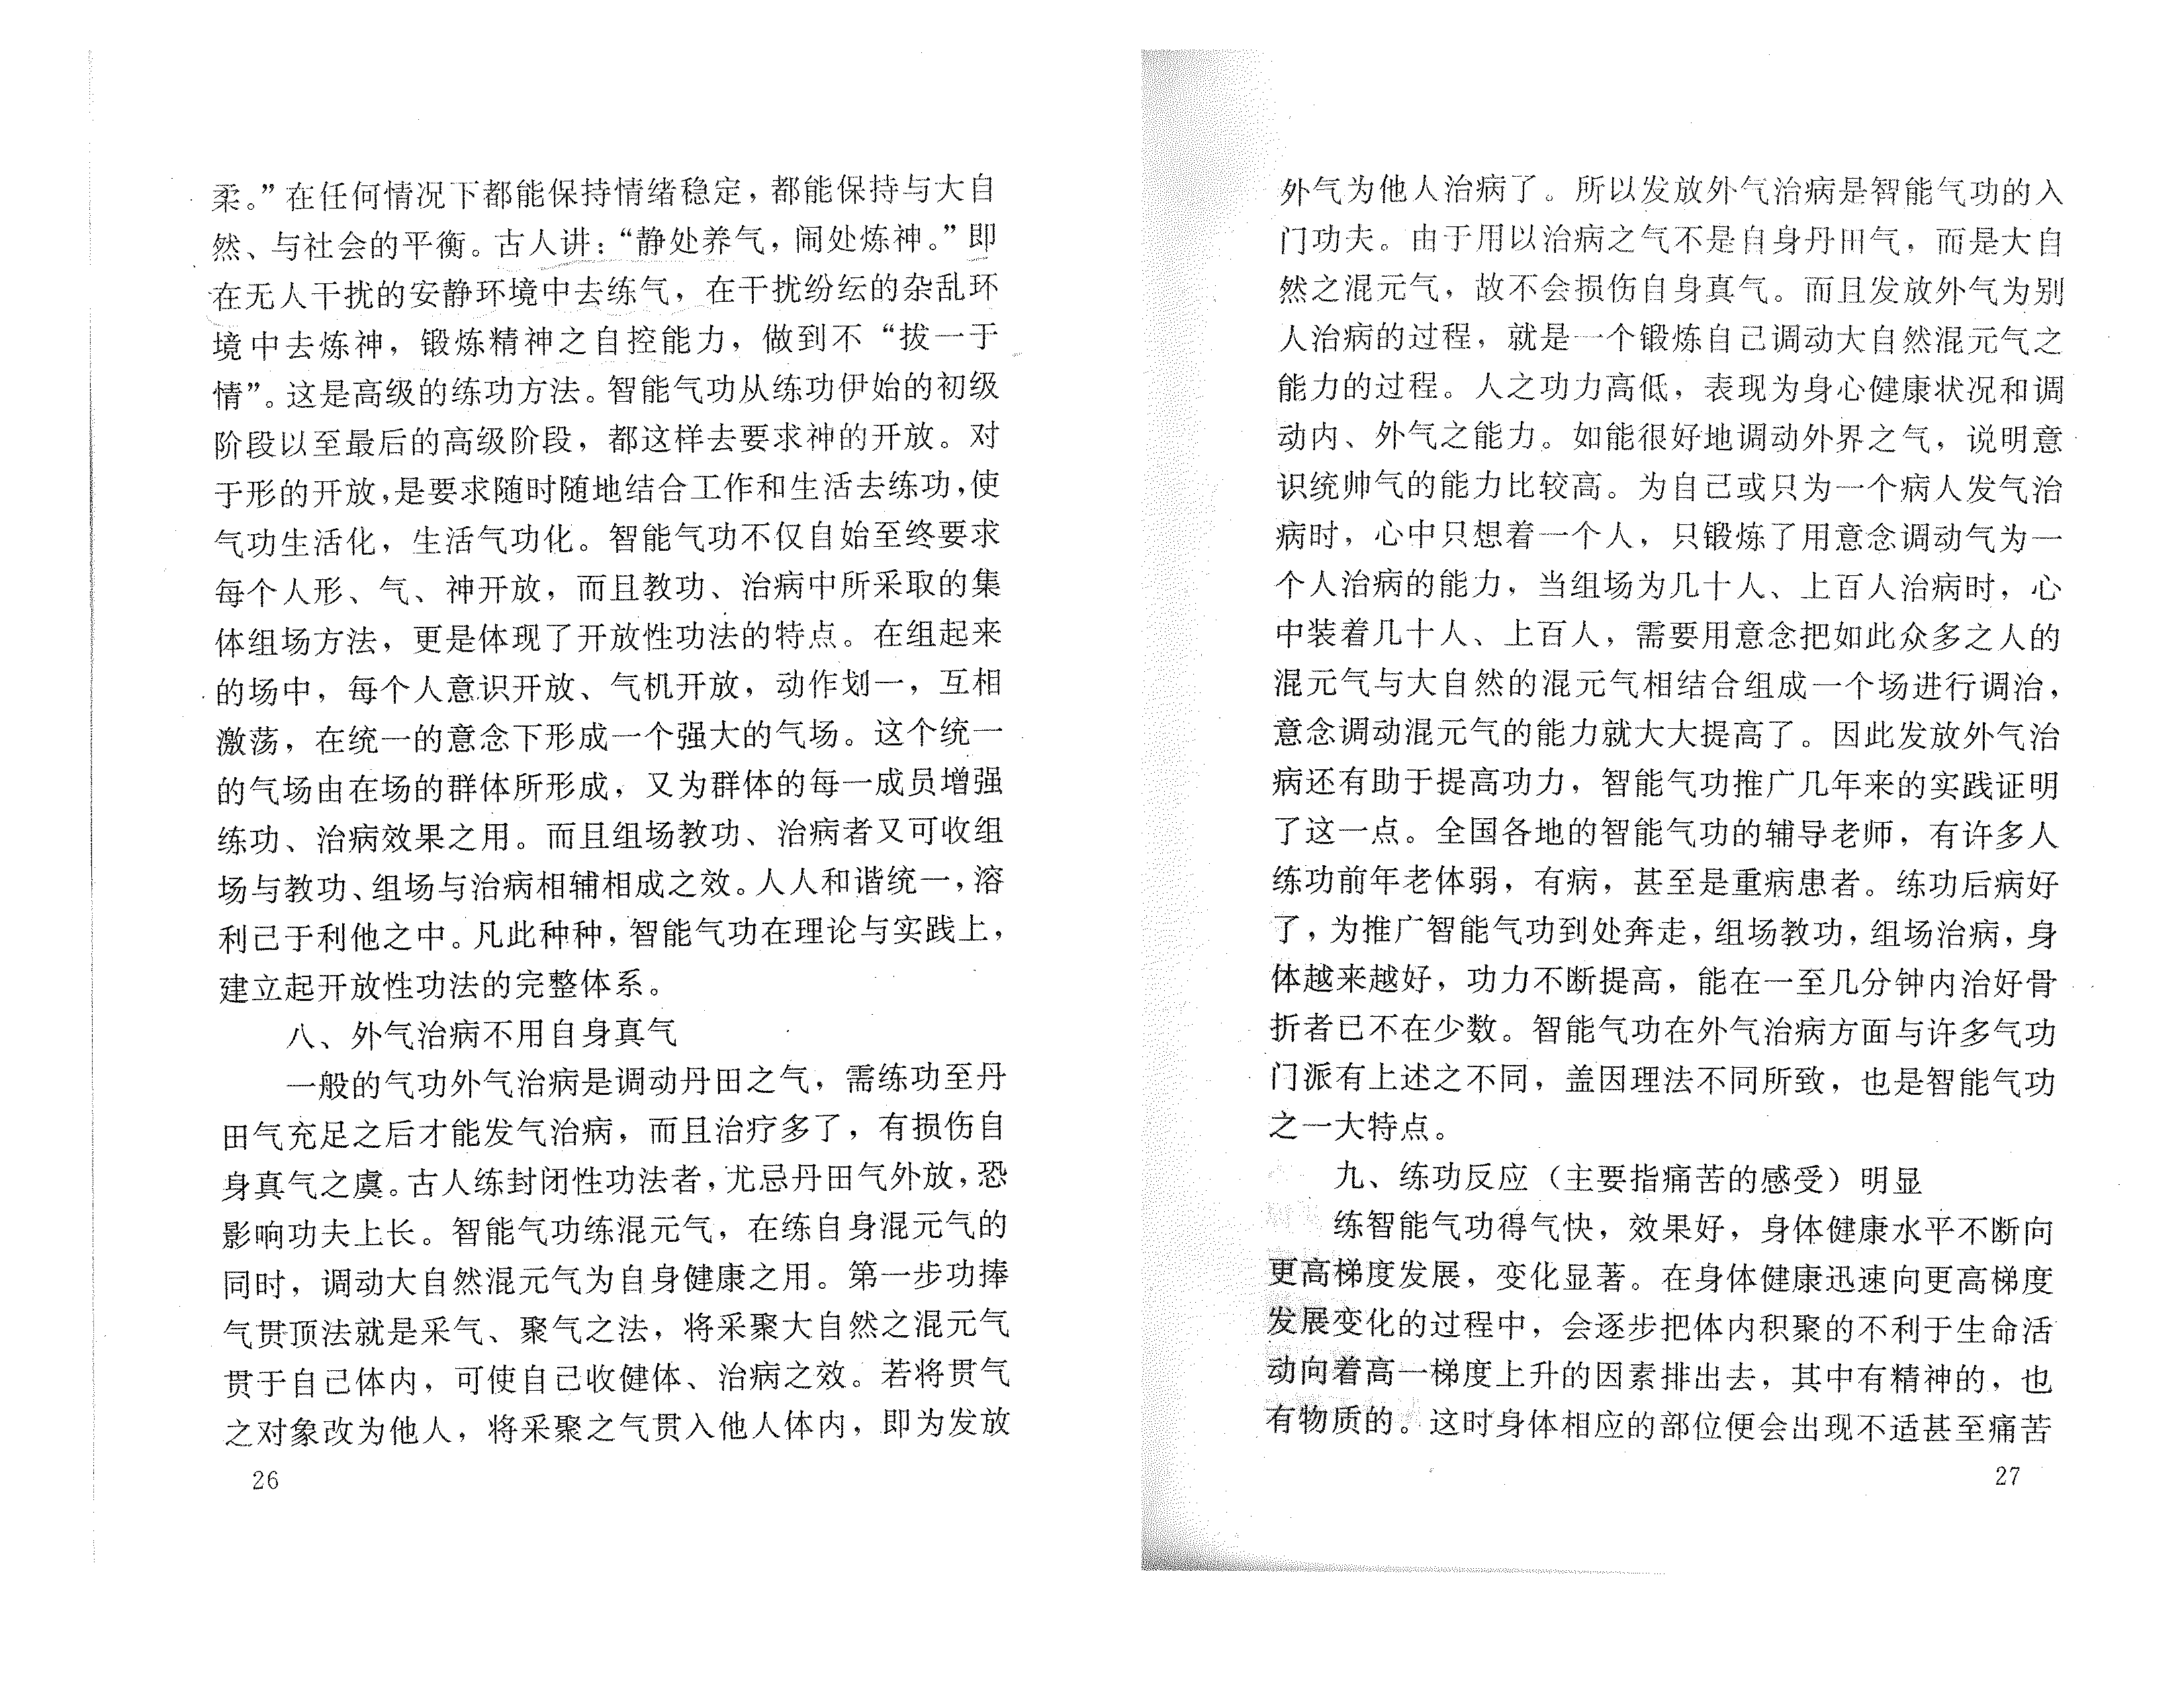 柔。”在任何情况下都能保持情绪稳定，都能保持与大自
然、与社会的平衡。古人讲：“静处养气，闹处炼神。”即
在无人干扰的安静环境中去练气，在干扰纷纭的杂乱环
境中去炼神，锻炼精神之自控能力，做到不“拔一于
情”。这是高级的练功方法。智能气功从练功伊始的初级
阶段以至最后的高级阶段，都这样去要求神的开放。对
于形的开放，是要求随时随地结合工作和生活去练功，使
气功生活化，生活气功化。智能气功不仅自始至终要求
每个人形、气、神开放，而且教功、治病中所采取的集
体组场方法，更是体现了开放性功法的特点。在组起来
的场中，每个人意识开放、气机开放，动作划一，互相
激荡，在统一的意念下形成一个强大的气场。这个统一
的气场由在场的群体所形成，又为群体的每一成员增强
练功、治病效果之用。而且组场教功、治病者又可收组
场与教功、组场与治病相辅相成之效。人人和谐统一，溶
利己于利他之中。凡此种种，智能气功在理论与实践上，
建立起开放性功法的完整体系。
八、外气治病不用自身真气
一般的气功外气治病是调动丹田之气，需练功至丹
田气充足之后才能发气治病，而且治疗多了，有损伤自
身真气之虞。古人练封闭性功法者，尤忌丹田气外放，恐
影响功夫上长。智能气功练混元气，在练自身混元气的
同时，调动大自然混元气为自身健康之用。第一步功捧
气贯顶法就是采气、聚气之法，将采聚大自然之混元气
贯于自己体内，可使自己收健体、治病之效。若将贯气
之对象改为他人，将采聚之气贯入他人体内，即为发放
26
外气为他人治病了。所以发放外气治病是智能气功的入
门功夫。由于用以治病之气不是自身丹田气，而是大自
然之混元气，故不会损伤自身真气。而且发放外气为别
人治病的过程，就是一个锻炼自己调动大自然混元气之
能力的过程。人之功力高低，表现为身心健康状况和调
动内、外气之能力。如能很好地调动外界之气，说明意
识统帅气的能力比较高。为自己或只为一个病人发气治
病时，心中只想着一个人，只锻炼了用意念调动气为一
个人治病的能力，当组场为几十人、上百人治病时，心
中装着几十人、上百人，需要用意念把如此众多之人的
混元气与大自然的混元气相结合组成一个场进行调治，
意念调动混元气的能力就大大提高了。因此发放外气治
病还有助于提高功力，智能气功推广几年来的实践证明
了这一点。全国各地的智能气功的辅导老师，有许多人
练功前年老体弱，有病，甚至是重病患者。练功后病好
了，为推广智能气功到处奔走，组场教功，组场治病，身
体越来越好，功力不断提高，能在一至几分钟内治好骨
折者已不在少数。智能气功在外气治病方面与许多气功
门派有上述之不同，盖因理法不同所致，也是智能气功
之一大特点。
九、练功反应（主要指痛苦的感受）明显
练智能气功得气快，效果好，身体健康水平不断向
更高梯度发展，变化显著。在身体健康迅速向更高梯度
发展变化的过程中，会逐步把体内积聚的不利于生命活
动向着高一梯度上升的因素排出去，其中有精神的，也
有物质的。这时身体相应的部位便会出现不适甚至痛苦
27